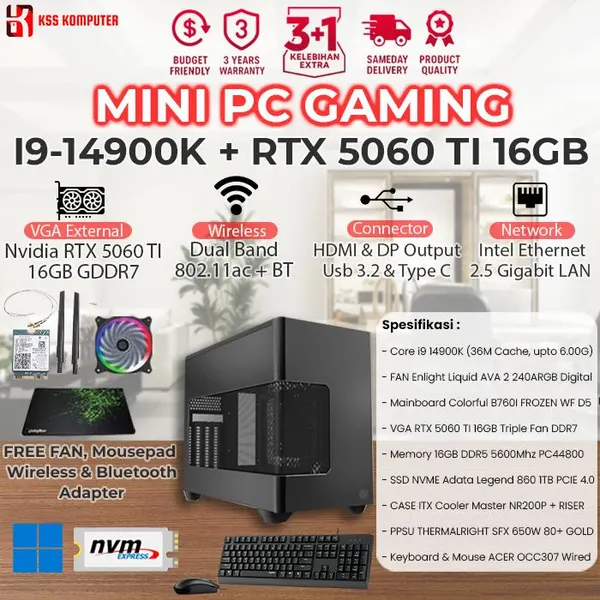 KSS KOMPUTER
BUDGET
FRIENDLY
3 YEARS
WARRANTY
3+1
KELEBIHAN
EXTRA
SAMEDAY
DELIVERY
PRODUCT
QUALITY
MINI PC GAMING
I9-14900K + RTX 5060 TI 16GB
VGA External
Nvidia RTX 5060 TI
16GB GDDR7
Wireless
Dual Band
802.11ac + BT
Connector
HDMI & DP Output
Usb 3.2 & Type C
Network
Intel Ethernet
2.5 Gigabit LAN
FREE FAN, Mousepad
Wireless & Bluetooth
Adapter
nvm
EXPRESS
Spesifikasi :
- Core i9 14900K (36M Cache, upto 6.00G)
- FAN Enlight Liquid AVA 2 240ARGB Digital
- Mainboard Colorful B760I FROZEN WF D5
- VGA RTX 5060 TI 16GB Triple Fan DDR7
- Memory 16GB DDR5 5600Mhz PC44800
- SSD NVME Adata Legend 860 1TB PCIE 4.0
- CASE ITX Cooler Master NR200P + RISER
- PPSU THERMALRIGHT SFX 650W 80+ GOLD
- Keyboard & Mouse ACER OCC307 Wired